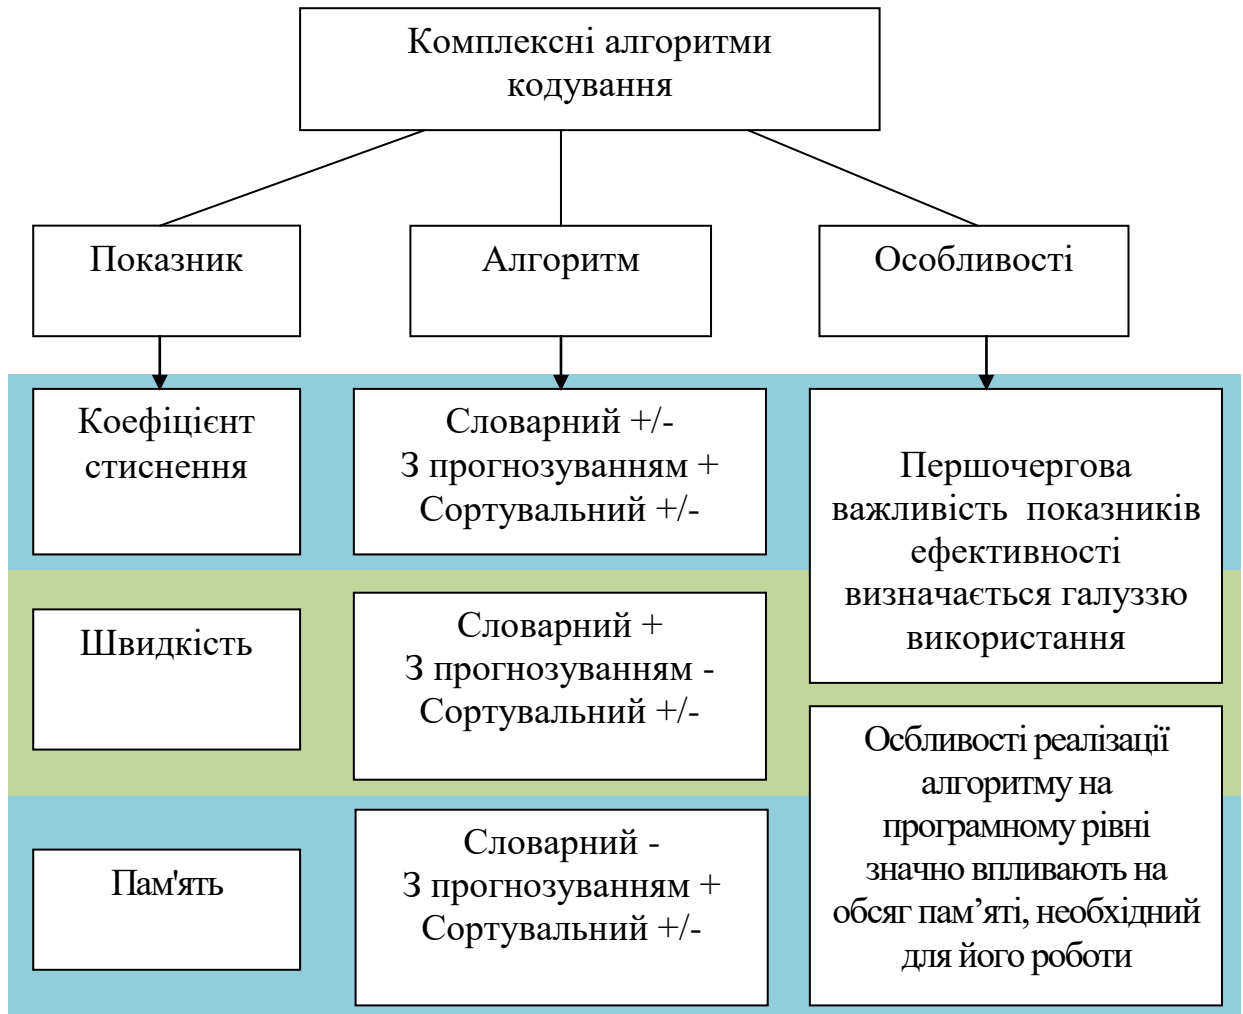 Комплексні алгоритми
кодування
Показник
Алгоритм
Особливості
Коефіцієнт
стиснення
Словарний +/-
З прогнозуванням +
Сортувальний +/-
Першочергова
важливість показників
ефективності
визначається галуззю
використання
Швидкість
Словарний +
З прогнозуванням -
Сортувальний +/-
Пам'ять
Словарний -
З прогнозуванням +
Сортувальний +/-
Осбливості реалізації
алгоритму на
програмному рівні
значно впливають на
обсяг пам’яті, необхідний
для його роботи